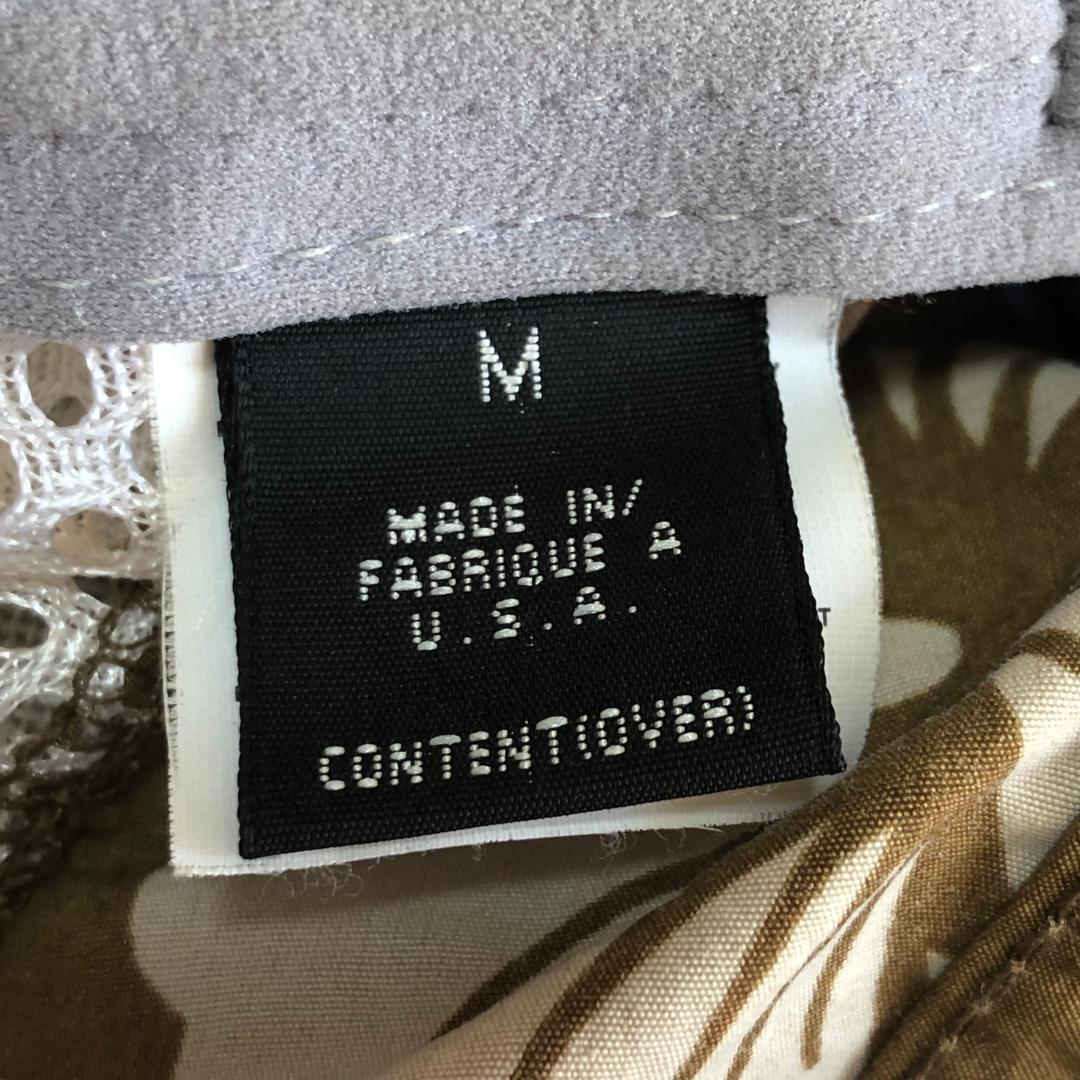 M
MADE IN/
FABRIQUE A
U.S.A.
CONTENT(OVER)
T